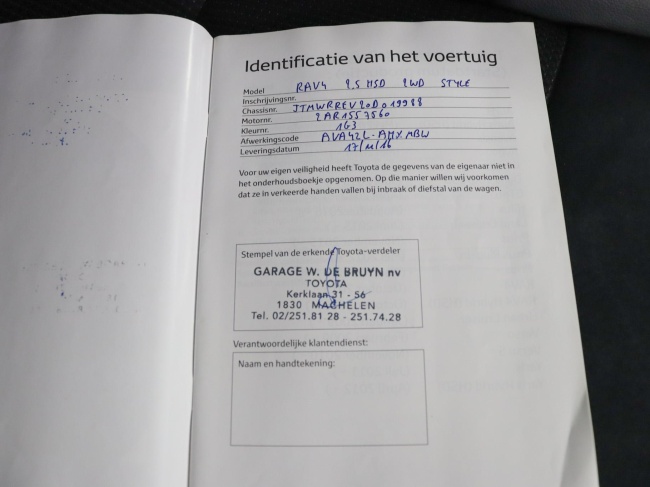 Identificatie van het voertuig
Model RAV4 2.5 HSD 2WD STYLE
Inschrijvingsnr.
Chassisnr. JTMWRREV20D019988
Motornr. 2AR1557560
Kleurnr. 1G3
Afwerkingscode AVA42L-AHXMBW
Leveringsdatum 17/11/16
Voor uw eigen veiligheid heeft Toyota de gegevens van de eigenaar niet in
het onderhoudsboekje opgenomen. Op die manier willen wij voorkomen
dat ze in verkeerde handen vallen bij inbraak of diefstal van de wagen.
Stempel van de erkende Toyota-verdeler
GARAGE W. DE BRUYN nv
TOYOTA
Kerklaan 31 - 56
1830 MACHELEN
Tel. 02/251.81 28 - 251.74.28
Verantwoordelijke klantendienst:
Naam en handtekening: